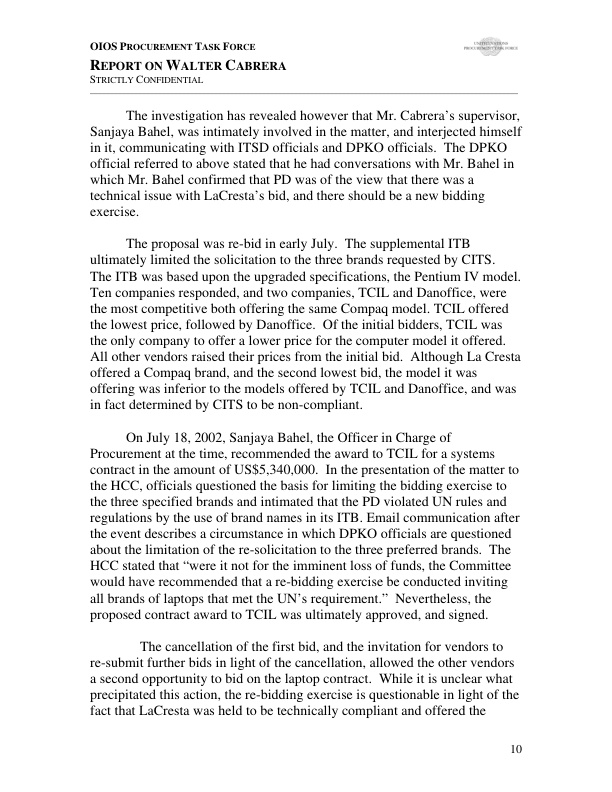 OIOS PROCUREMENT TASK FORCE
REPORT ON WALTER CABRERA
STRICTLY CONFIDENTIAL
UNITED NATIONS
PROCUREMENT TASK FORCE
The investigation has revealed however that Mr. Cabrera's supervisor,
Sanjaya Bahel, was intimately involved in the matter, and interjected himself
in it, communicating with ITSD officials and DPKO officials.  The DPKO
official referred to above stated that he had conversations with Mr. Bahel in
which Mr. Bahel confirmed that PD was of the view that there was a
technical issue with LaCresta's bid, and there should be a new bidding
exercise.
The proposal was re-bid in early July.  The supplemental ITB
ultimately limited the solicitation to the three brands requested by CITS.
The ITB was based upon the upgraded specifications, the Pentium IV model.
Ten companies responded, and two companies, TCIL and Danoffice, were
the most competitive both offering the same Compaq model. TCIL offered
the lowest price, followed by Danoffice.  Of the initial bidders, TCIL was
the only company to offer a lower price for the computer model it offered.
All other vendors raised their prices from the initial bid.  Although La Cresta
offered a Compaq brand, and the second lowest bid, the model it was
offering was inferior to the models offered by TCIL and Danoffice, and was
in fact determined by CITS to be non-compliant.
On July 18, 2002, Sanjaya Bahel, the Officer in Charge of
Procurement at the time, recommended the award to TCIL for a systems
contract in the amount of US$5,340,000.  In the presentation of the matter to
the HCC, officials questioned the basis for limiting the bidding exercise to
the three specified brands and intimated that the PD violated UN rules and
regulations by the use of brand names in its ITB. Email communication after
the event describes a circumstance in which DPKO officials are questioned
about the limitation of the re-solicitation to the three preferred brands.  The
HCC stated that “were it not for the imminent loss of funds, the Committee
would have recommended that a re-bidding exercise be conducted inviting
all brands of laptops that met the UN's requirement.”  Nevertheless, the
proposed contract award to TCIL was ultimately approved, and signed.
The cancellation of the first bid, and the invitation for vendors to
re-submit further bids in light of the cancellation, allowed the other vendors
a second opportunity to bid on the laptop contract.  While it is unclear what
precipitated this action, the re-bidding exercise is questionable in light of the
fact that LaCresta was held to be technically compliant and offered the
10